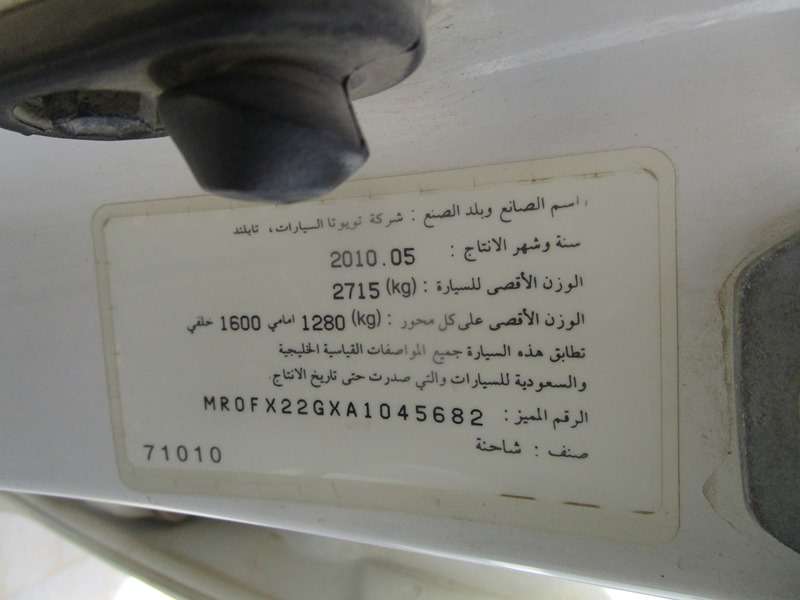 اسم الصانع وبلد الصنع : شركة تويوتا السيارات، تايلند
سنة وشهر الانتاج : 2010.05
الوزن الأقصى للسيارة : 2715 (kg)
الوزن الأقصى على كل محور : (kg) 1280 امامي 1600 خلفي
تطابق هذه السيارة جميع المواصفات القياسية الخليجية
والسعودية للسيارات والتي صدرت حتى تاريخ الانتاج.
الرقم المميز : MR0FX22GXA1045682
صنف : شاحنة
71010